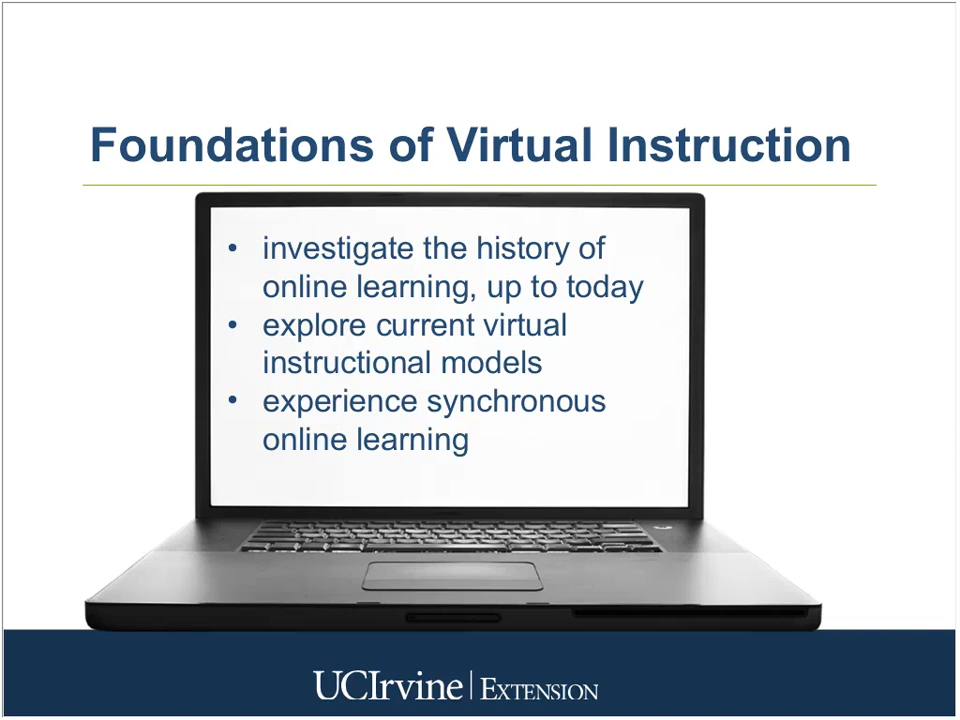 Foundations of Virtual Instruction
• investigate the history of
online learning, up to today
• explore current virtual
instructional models
• experience synchronous
online learning
UCIrvine | EXTENSION